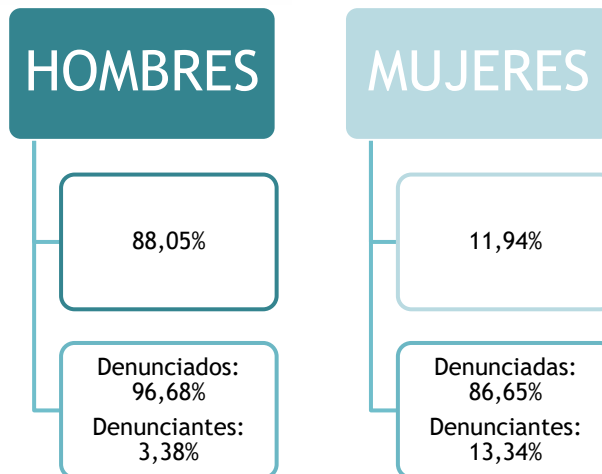 HOMBRES
88,05%
Denunciados:
96,68%
Denunciantes:
3,38%
MUJERES
11,94%
Denunciadas:
86,65%
Denunciantes:
13,34%